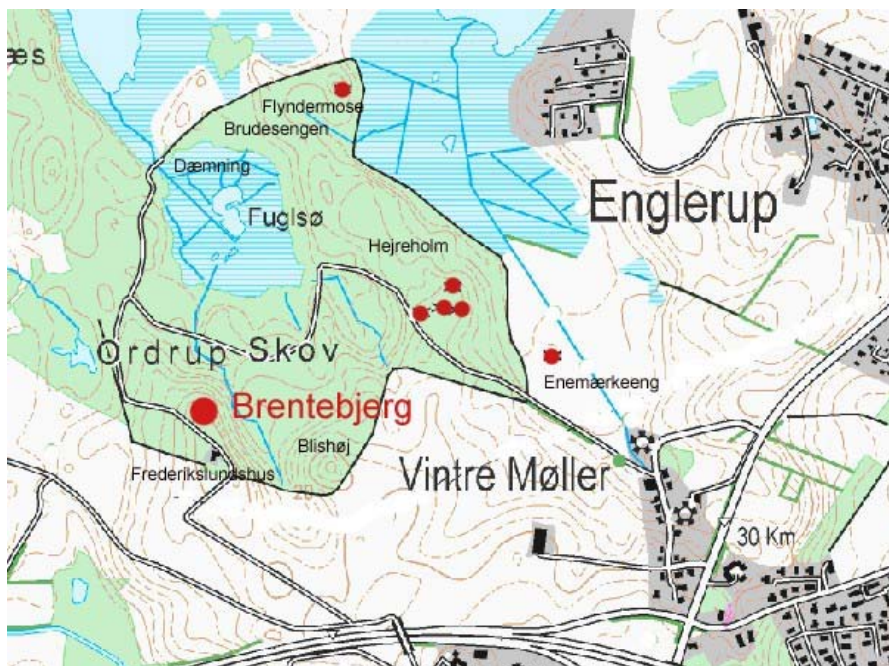 æs
Flyndermose
Brudesengen
Dæmning
Fuglsø
Englerup
Hejreholm
Ordrup Skov
Enemærkeeng
Brentebjerg
Blishøj
Frederikslundshus
Vintre Møller
30 Km